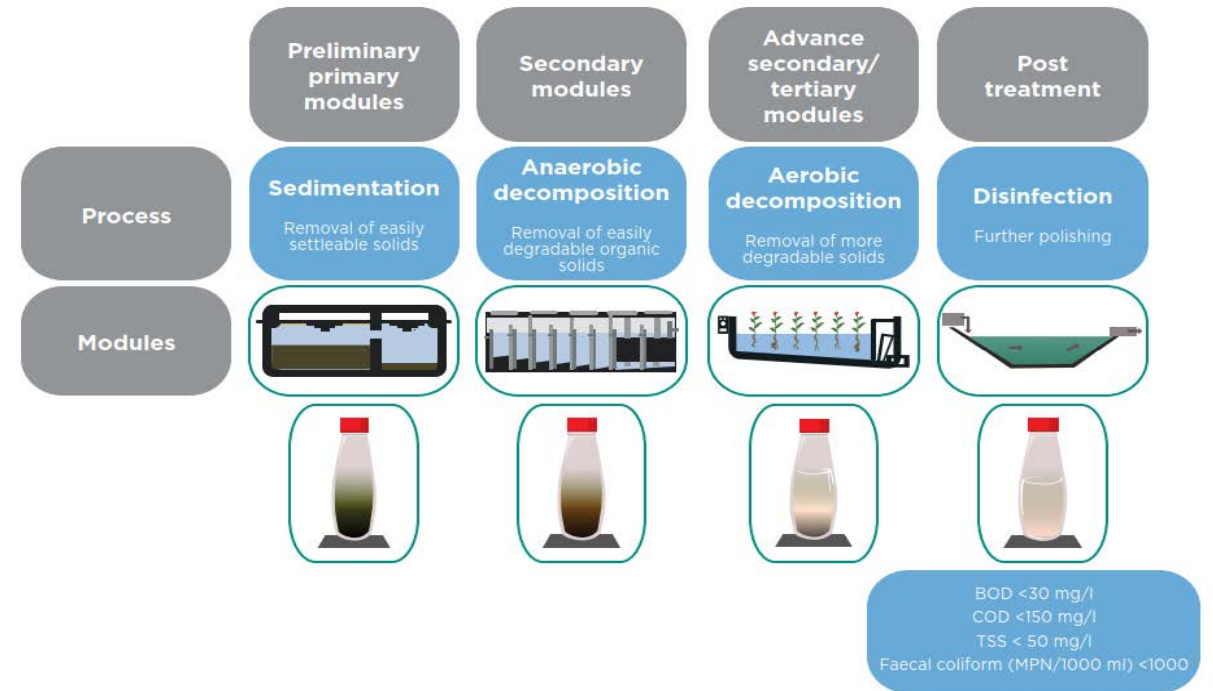 Preliminary
primary
modules
Secondary
modules
Advance
secondary/
tertiary
modules
Post
treatment
Process
Sedimentation
Removal of easily
settleable solids
Anaerobic
decomposition
Removal of easily
degradable organic
solids
Aerobic
decomposition
Removal of more
degradable solids
Disinfection
Further polishing
Modules
BOD <30 mg/l
COD <150 mg/l
TSS < 50 mg/l
Faecal coliform (MPN/1000 ml) <1000